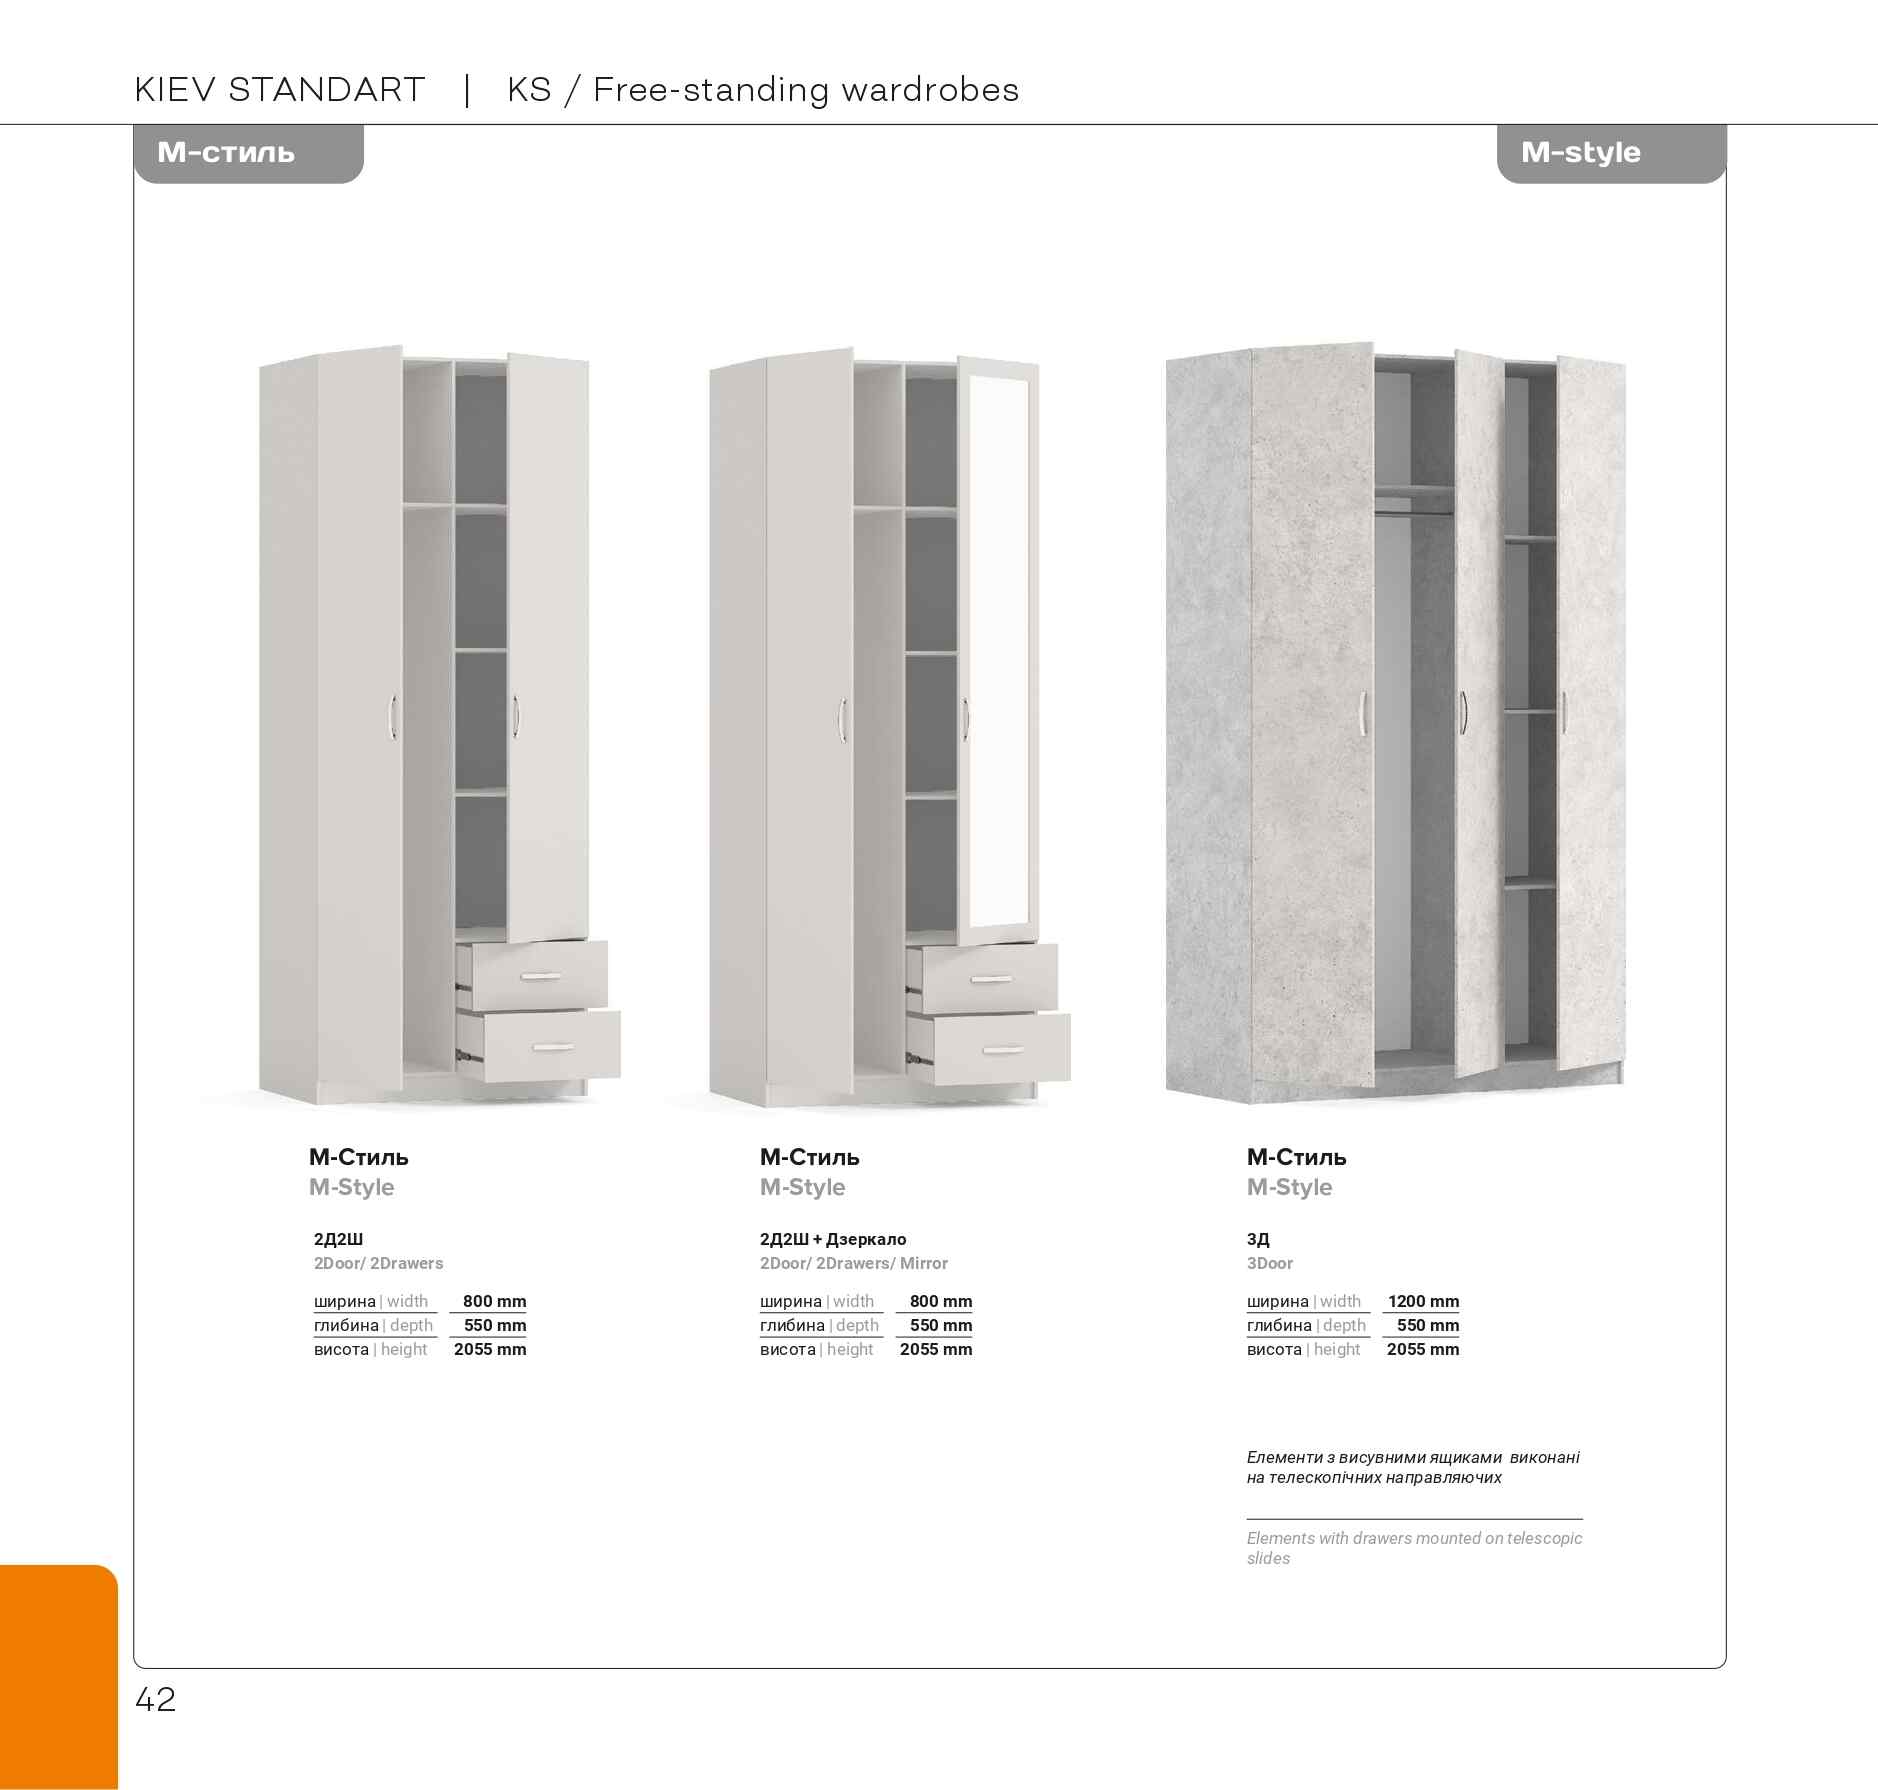 KIEV STANDART | KS / Free-standing wardrobes
М-стиль
M-style
М-Стиль
M-Style
2Д2Ш
2Door/ 2Drawers
ширина | width 800 mm
глибина | depth 550 mm
висота | height 2055 mm
М-Стиль
M-Style
2Д2Ш + Дзеркало
2Door/ 2Drawers/ Mirror
ширина | width 800 mm
глибина | depth 550 mm
висота | height 2055 mm
М-Стиль
M-Style
3Д
3Door
ширина | width 1200 mm
глибина | depth 550 mm
висота | height 2055 mm
Елементи з висувними ящиками виконані
на телескопічних направляючих
Elements with drawers mounted on telescopic
slides
42